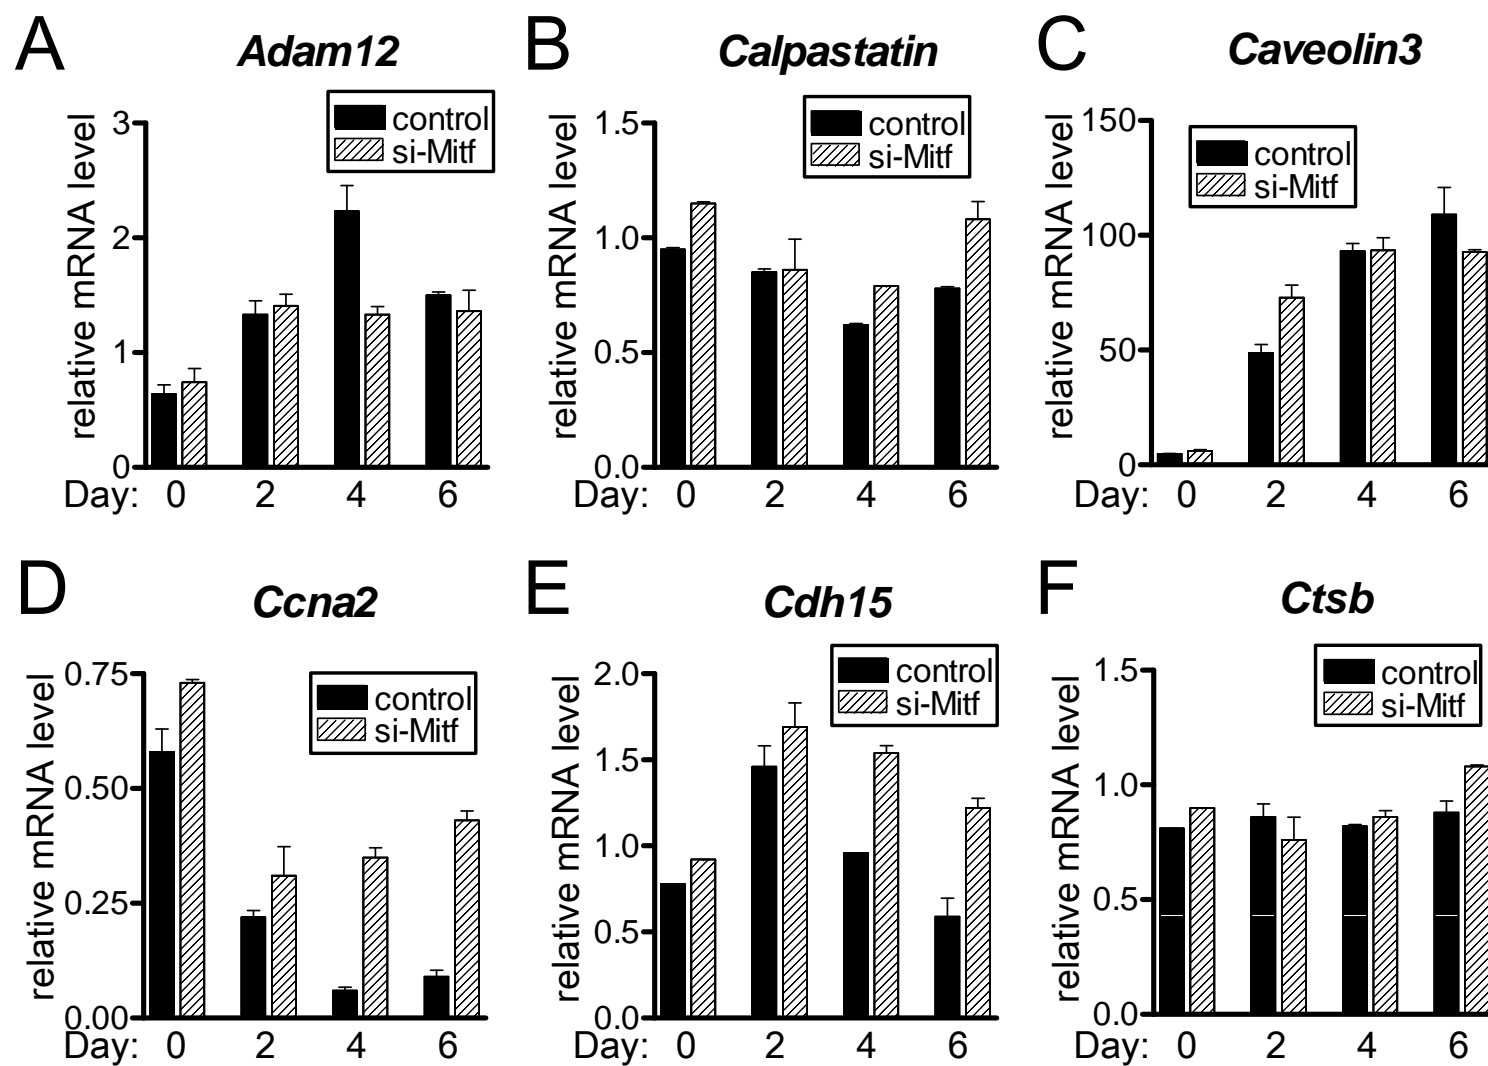 A
Adam12
control
si-Mitf
relative mRNA level
3
2
1
0
Day: 0 2 4 6
B
Calpastatin
control
si-Mitf
relative mRNA level
1.5
1.0
0.5
0.0
Day: 0 2 4 6
C
Caveolin3
control
si-Mitf
relative mRNA level
150
100
50
0
Day: 0 2 4 6
D
Ccna2
control
si-Mitf
relative mRNA level
0.75
0.50
0.25
0.00
Day: 0 2 4 6
E
Cdh15
control
si-Mitf
relative mRNA level
2.0
1.5
1.0
0.5
0.0
Day: 0 2 4 6
F
Ctsb
control
si-Mitf
relative mRNA level
1.5
1.0
0.5
0.0
Day: 0 2 4 6